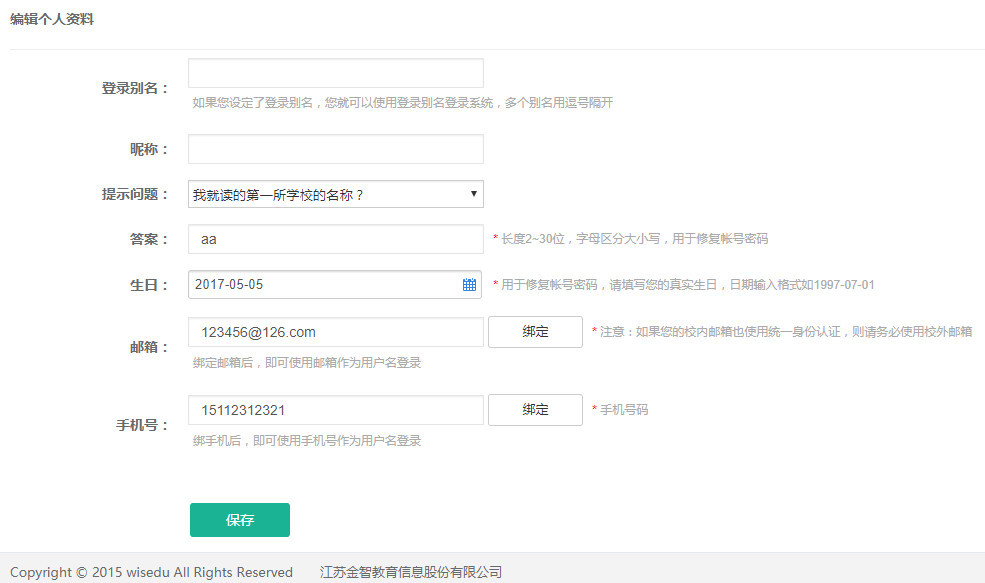 编辑个人资料
登录别名：
如果您设定了登录别名，您就可以使用登录别名登录系统，多个别名用逗号隔开
昵称：
提示问题： 我就读的第一所学校的名称？
答案： aa * 长度2~30位，字母区分大小写，用于修复帐号密码
生日： 2017-05-05 * 用于修复帐号密码，请填写您的真实生日，日期输入格式如1997-07-01
邮箱： 123456@126.com 绑定 * 注意：如果您的校内邮箱也使用统一身份认证，则请务必使用校外邮箱
绑定邮箱后，即可使用邮箱作为用户名登录
手机号： 15112312321 绑定 * 手机号码
绑手机后，即可使用手机号作为用户名登录
保存
Copyright © 2015 wisedu All Rights Reserved 江苏金智教育信息股份有限公司